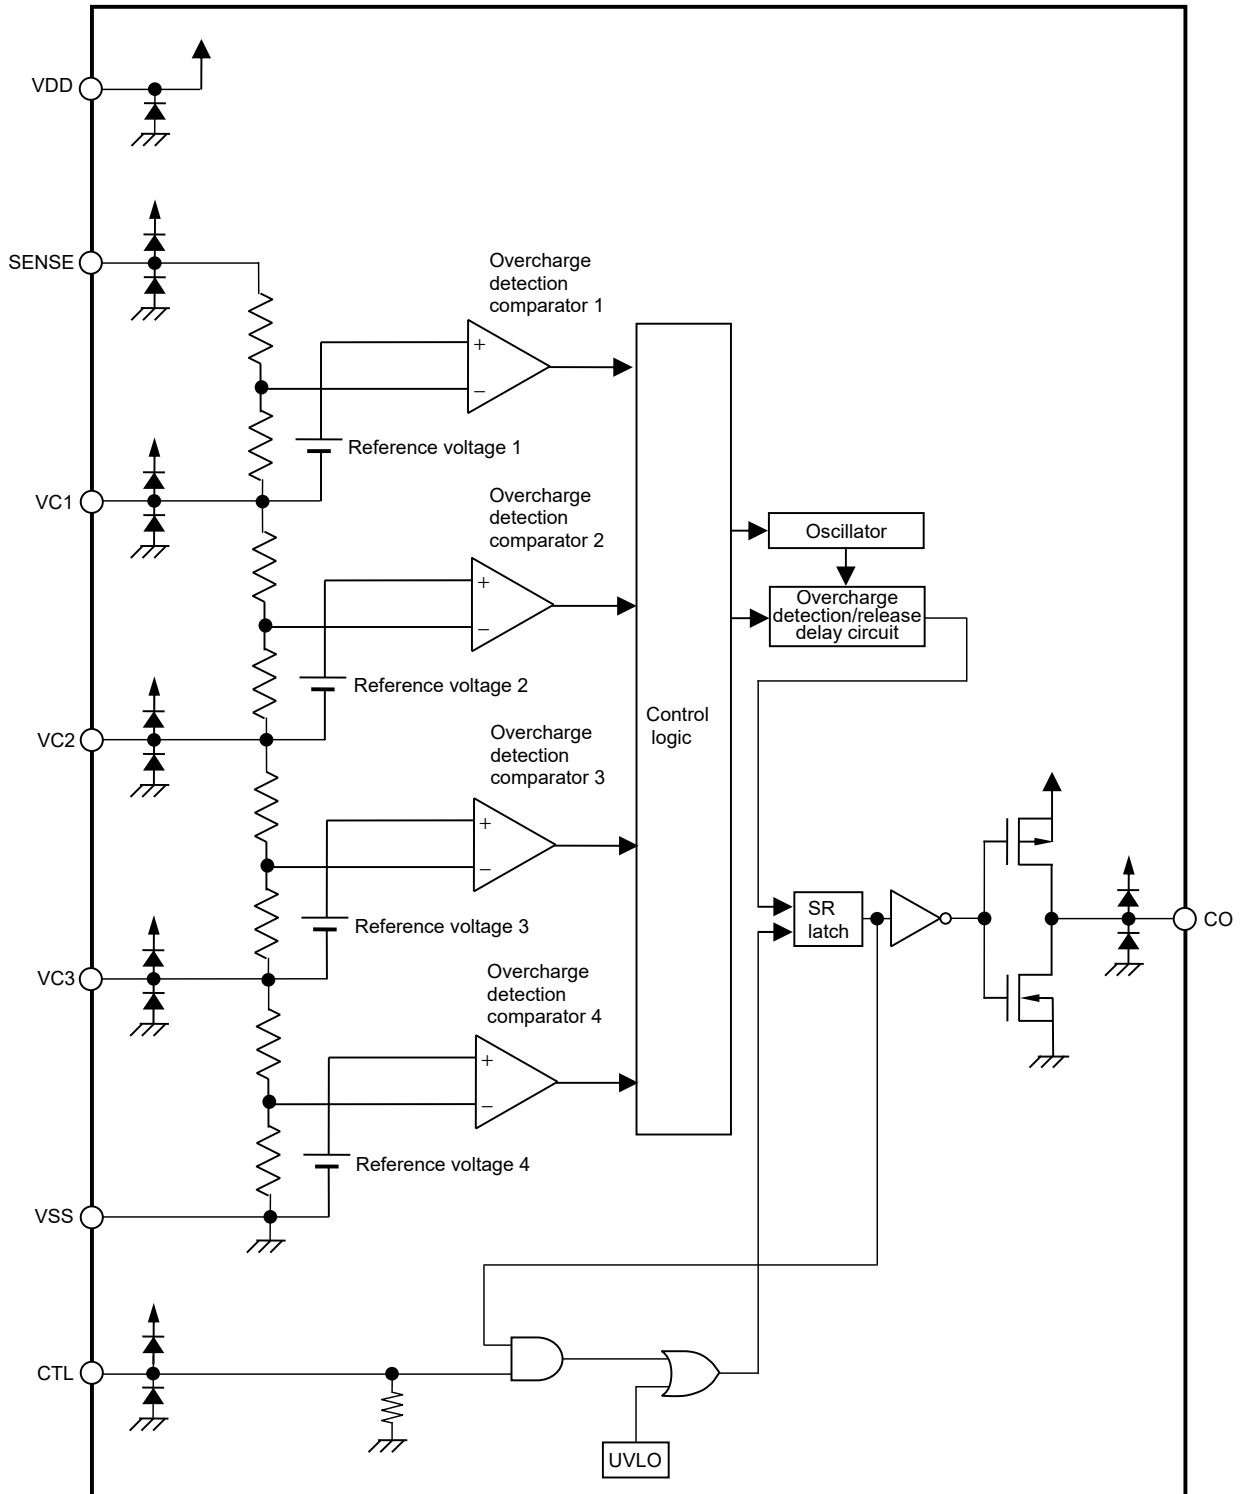 VDD
SENSE
Overcharge
detection
comparator 1
+
−
Reference voltage 1
VC1
Overcharge
detection
comparator 2
+
−
Oscillator
Overcharge
detection/release
delay circuit
Reference voltage 2
VC2
Control
logic
Overcharge
detection
comparator 3
+
−
SR
latch
CO
Reference voltage 3
VC3
Overcharge
detection
comparator 4
+
−
Reference voltage 4
VSS
CTL
UVLO